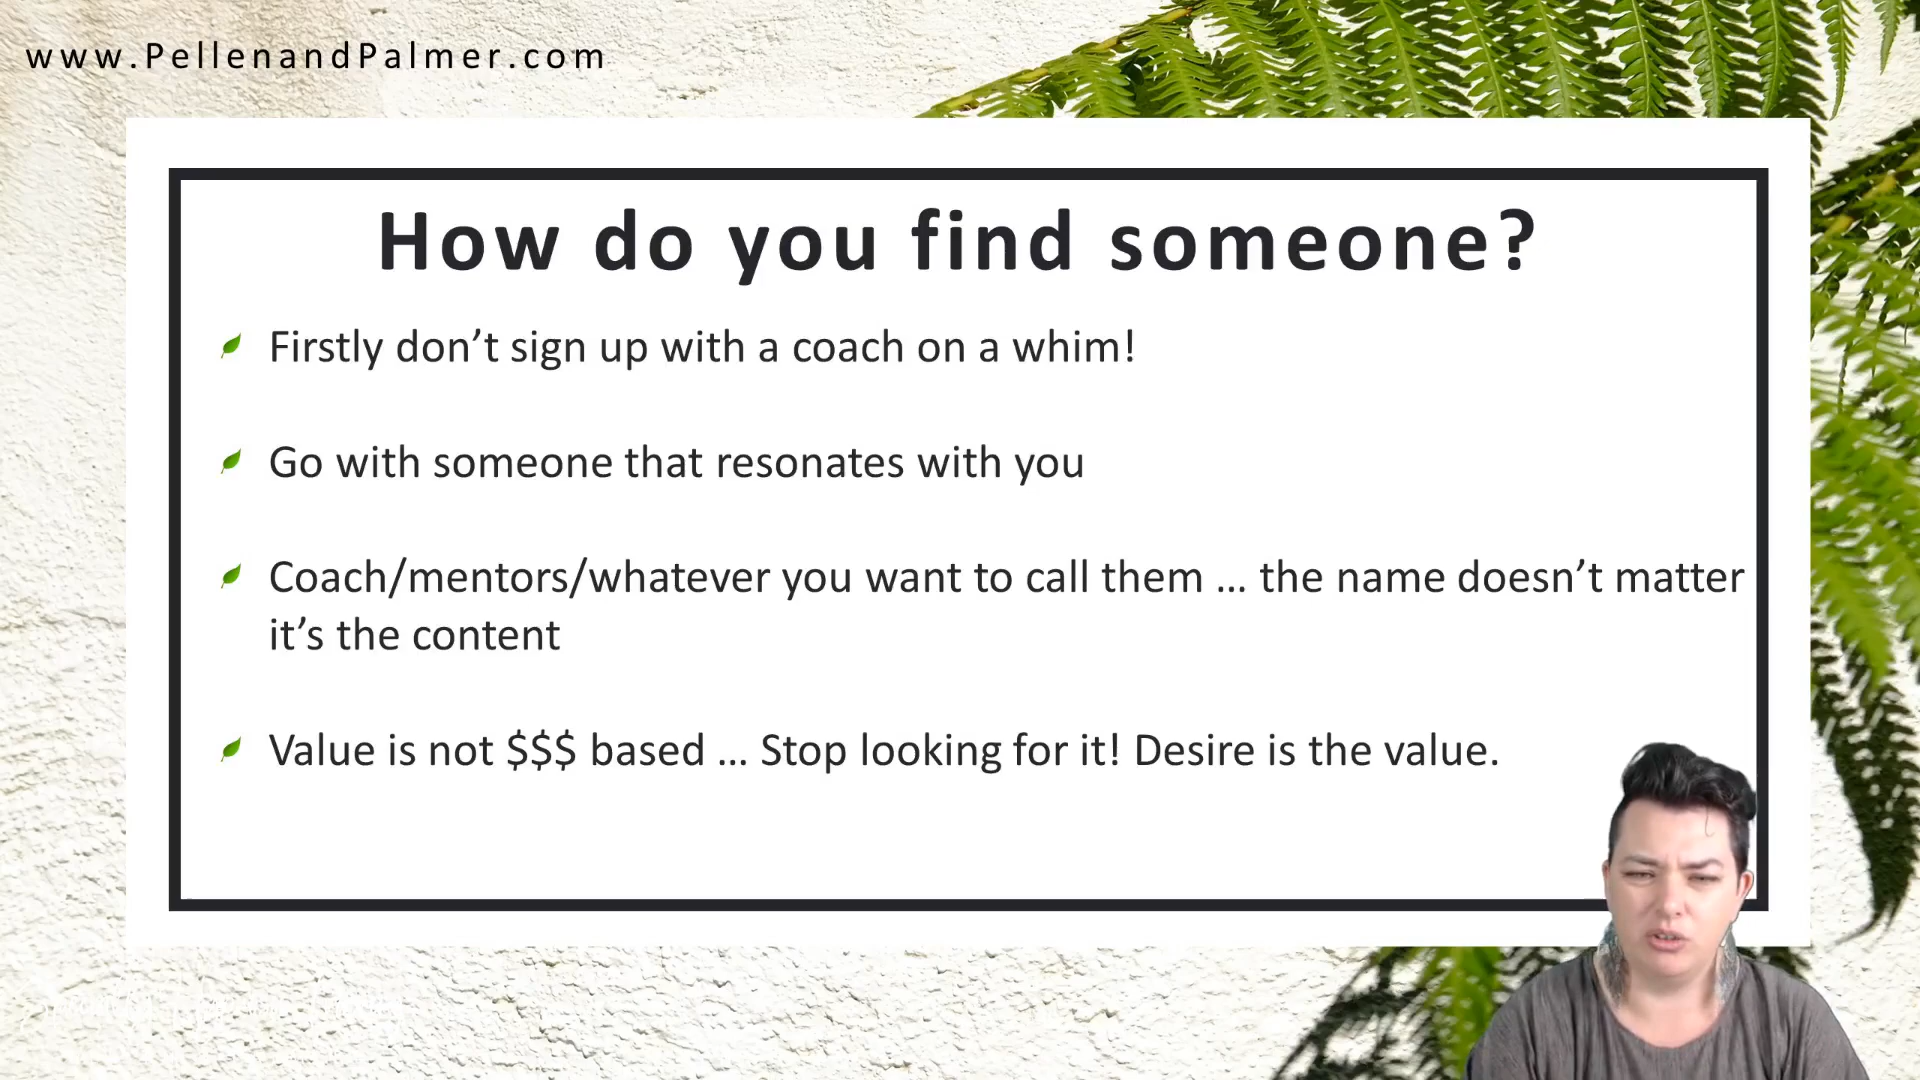 www.PellenandPalmer.com
How do you find someone?
Firstly don’t sign up with a coach on a whim!
Go with someone that resonates with you
Coach/mentors/whatever you want to call them … the name doesn’t matter
it’s the content
Value is not $$$ based … Stop looking for it! Desire is the value.